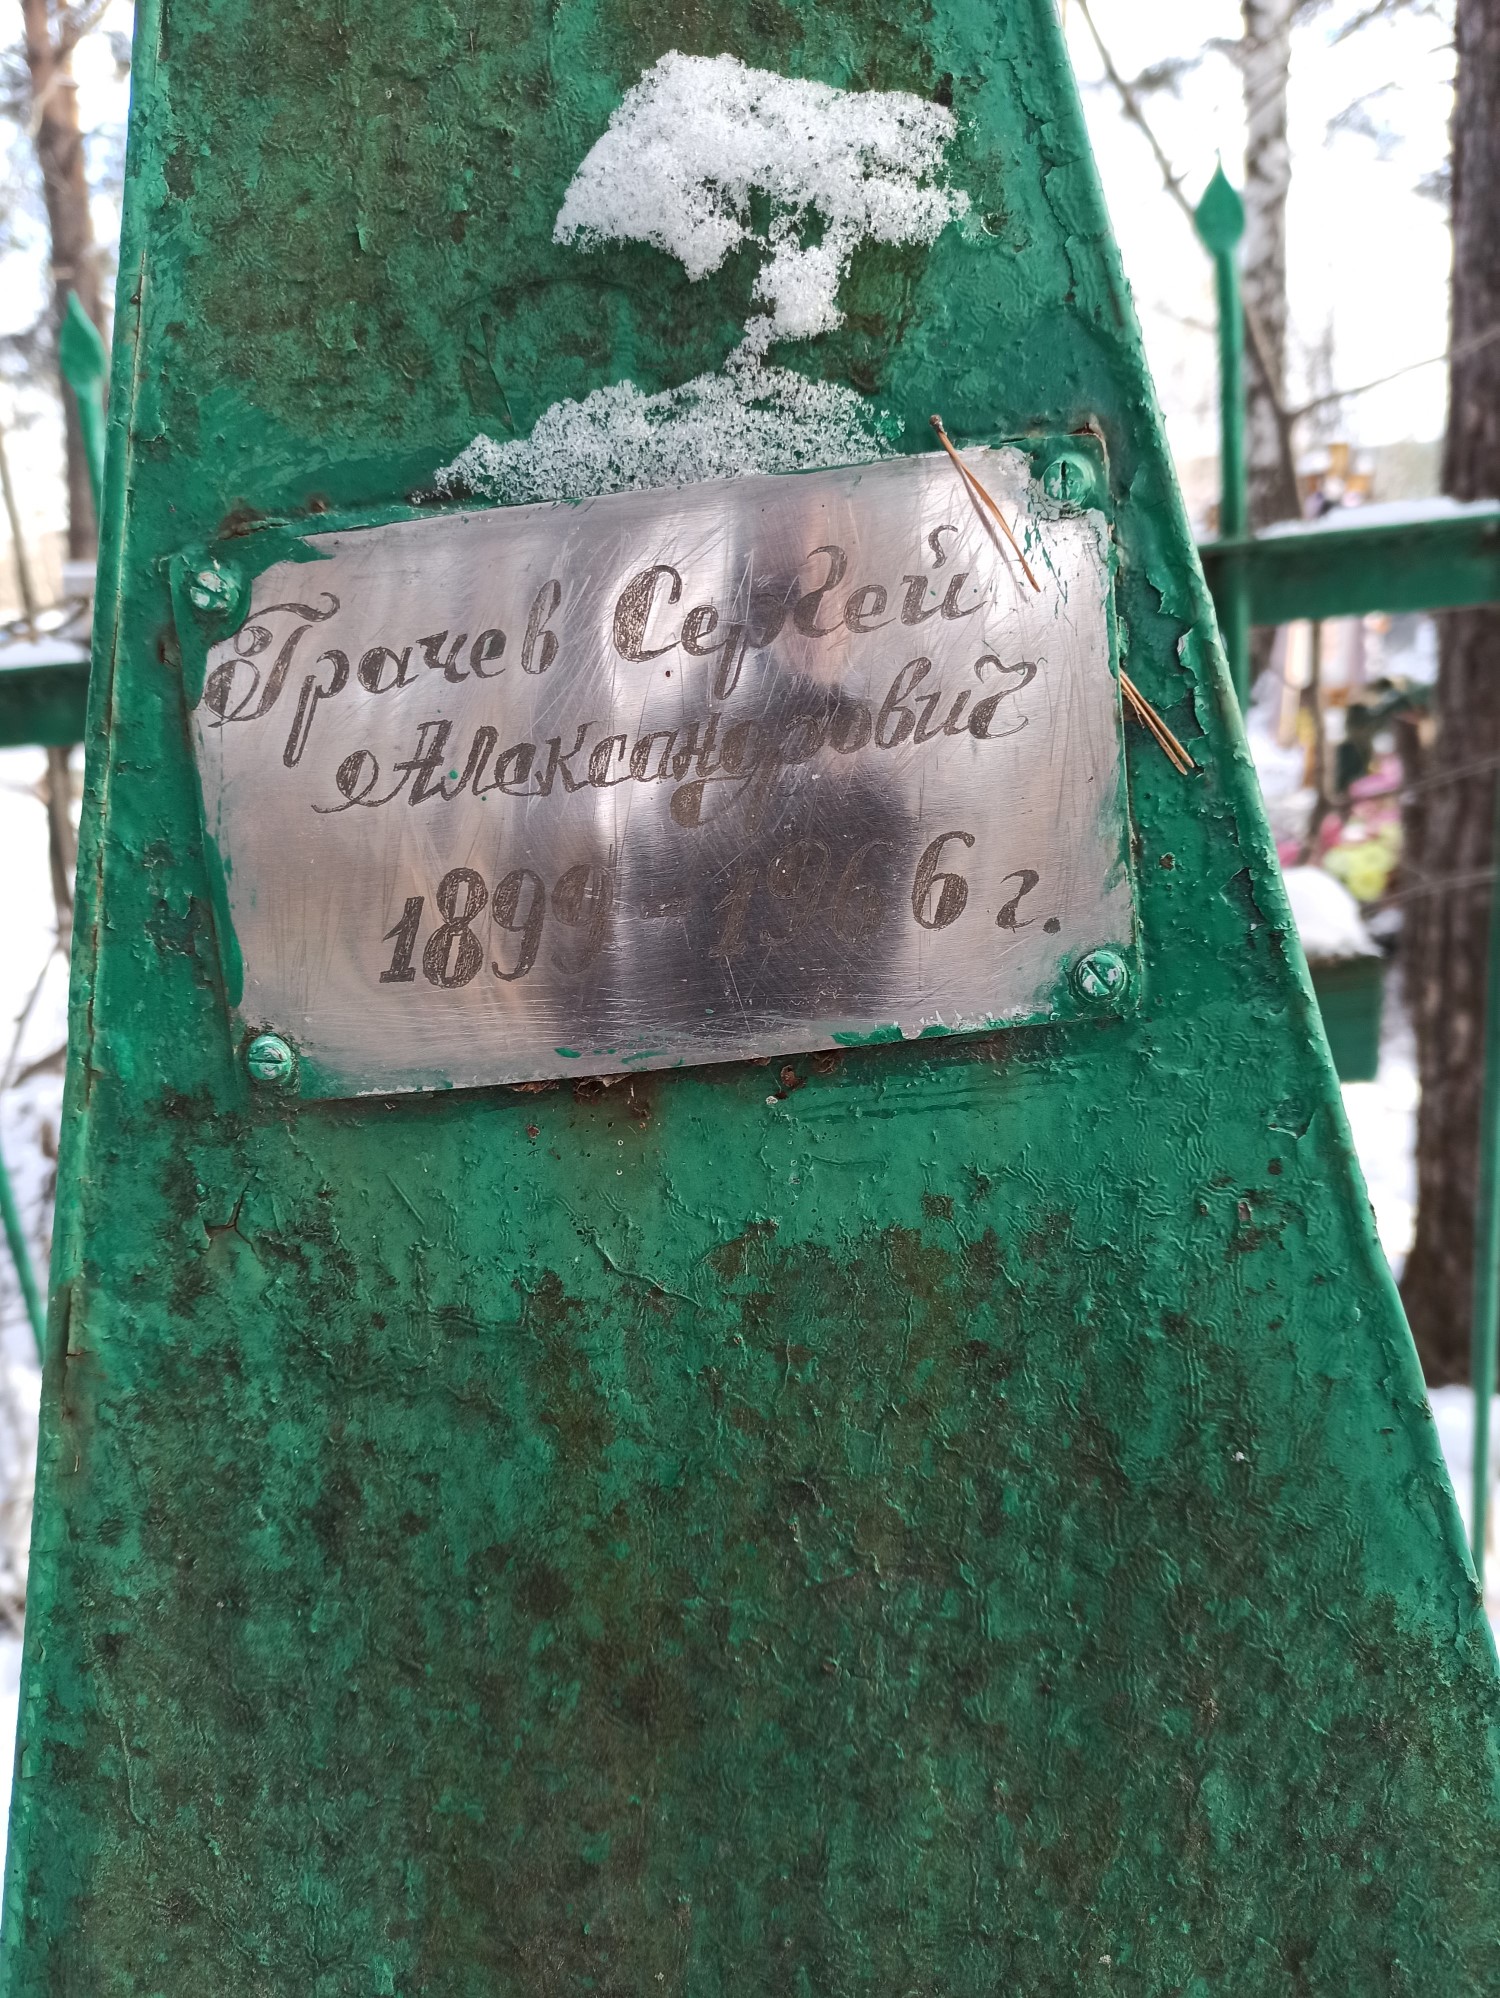 Грачев Сергей
Александрович
1899 - 1966 г.